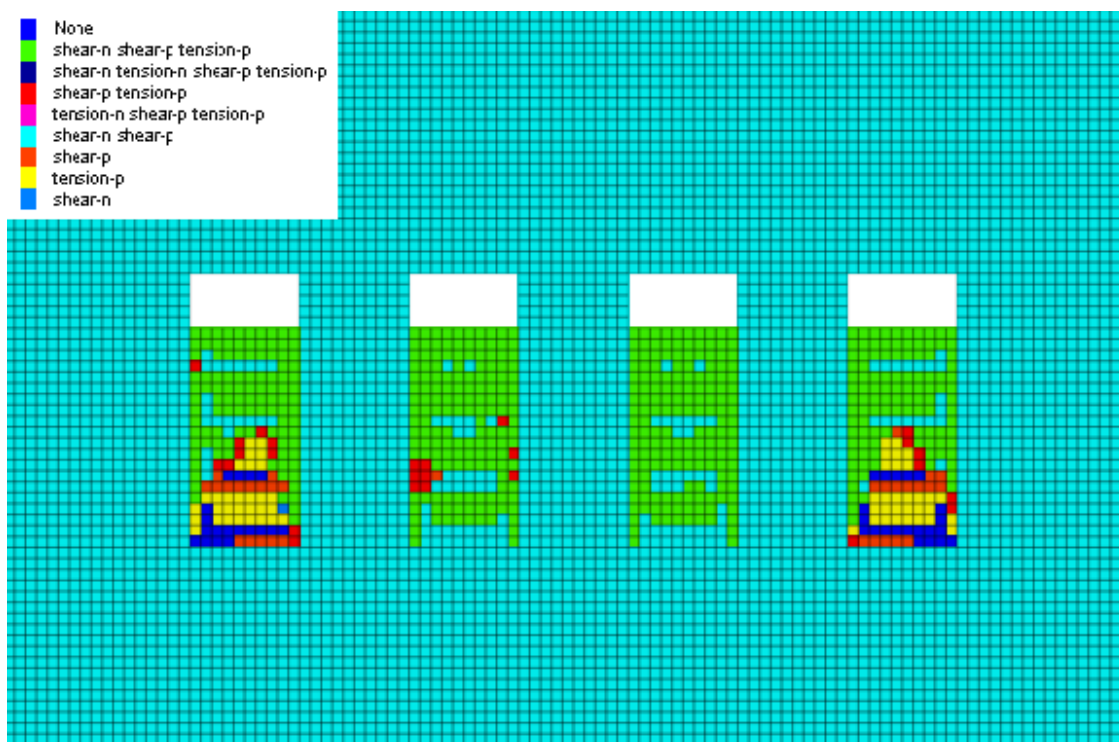 None
shear-n shear-p tension-p
shear-n tension-n shear-p tension-p
shear-p tension-p
tension-n shear-p tension-p
shear-n shear-p
shear-p
tension-p
shear-n